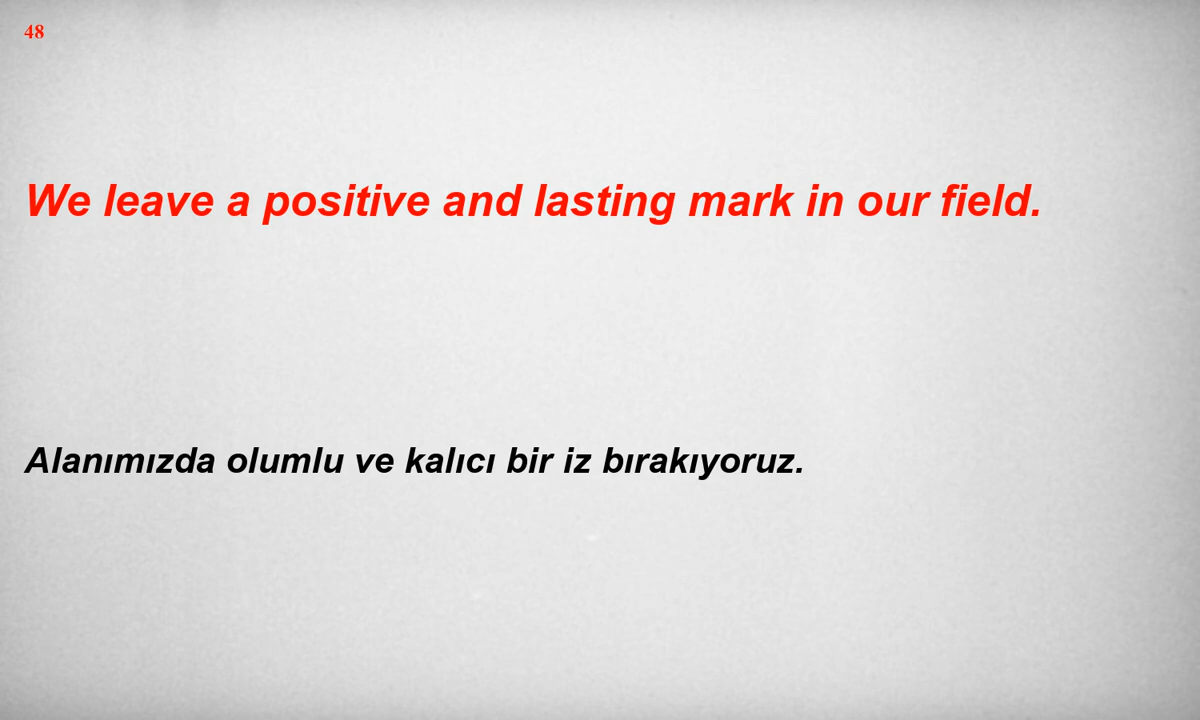 48
We leave a positive and lasting mark in our field.
Alanımızda olumlu ve kalıcı bir iz bırakıyoruz.